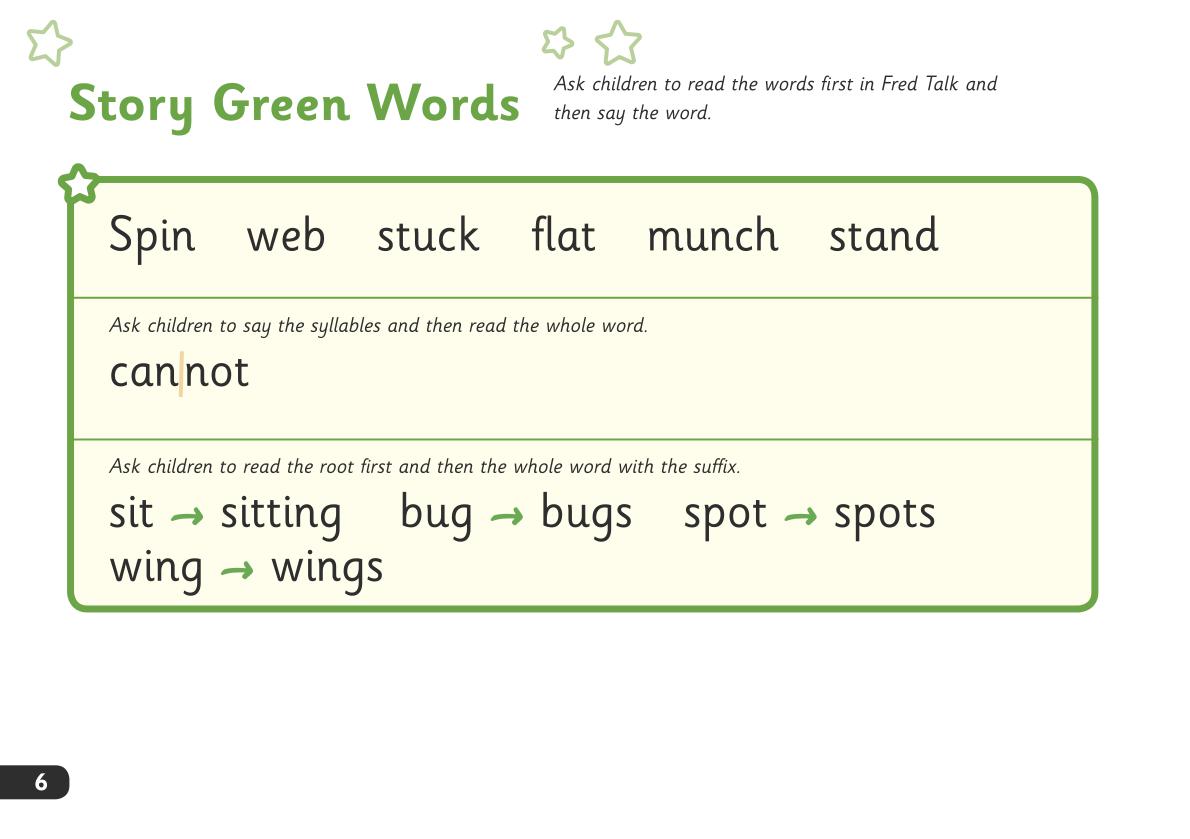 Story Green Words
Ask children to read the words first in Fred Talk and
then say the word.
Spin web stuck flat munch stand
Ask children to say the syllables and then read the whole word.
can|not
Ask children to read the root first and then the whole word with the suffix.
sit → sitting bug → bugs spot → spots
wing → wings
6